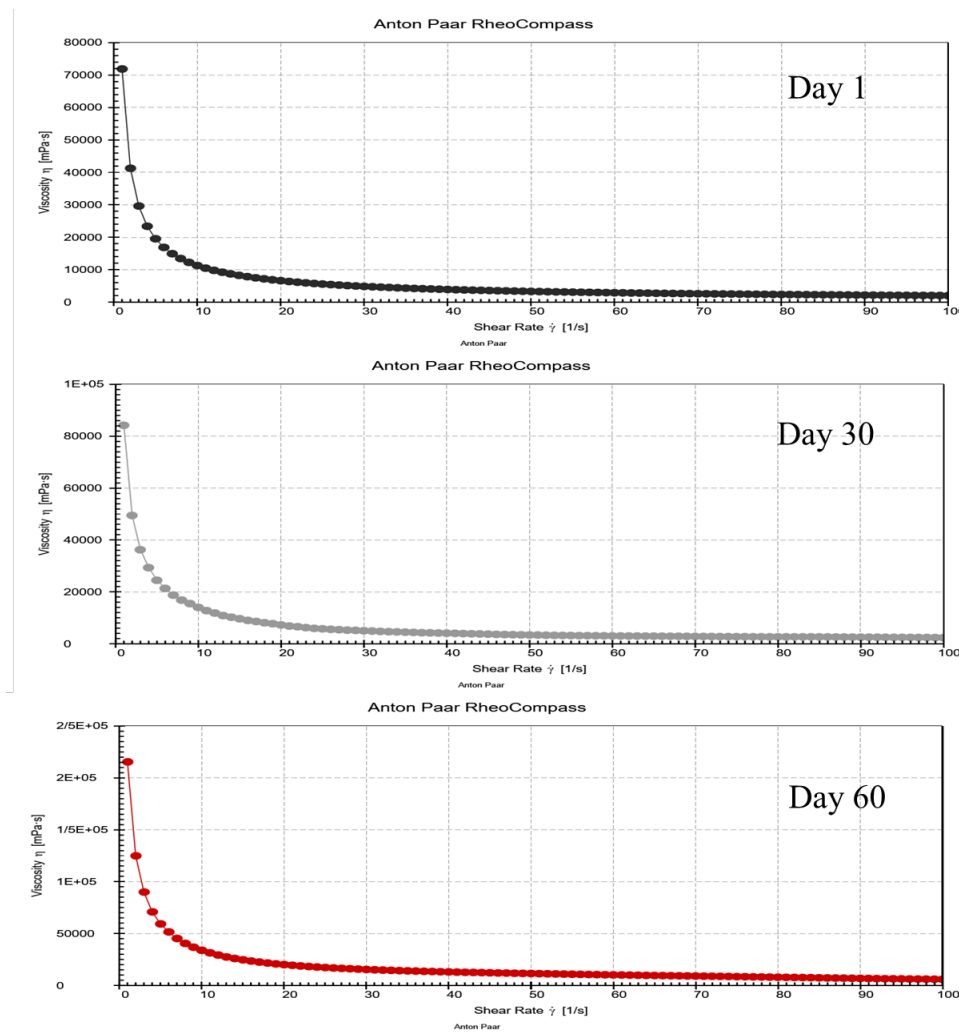 Anton Paar RheoCompass
80000
70000
60000
50000
40000
30000
20000
10000
0
Viscosity η [mPa·s]
Day 1
0 10 20 30 40 50 60 70 80 90 100
Shear Rate γ̇ [1/s]
Anton Paar
Anton Paar RheoCompass
1E+05
80000
60000
40000
20000
0
Viscosity η [mPa·s]
Day 30
0 10 20 30 40 50 60 70 80 90 100
Shear Rate γ̇ [1/s]
Anton Paar
Anton Paar RheoCompass
2/5E+05
2E+05
1/5E+05
1E+05
50000
0
Viscosity η [mPa·s]
Day 60
0 10 20 30 40 50 60 70 80 90 100
Shear Rate γ̇ [1/s]
Anton Paar